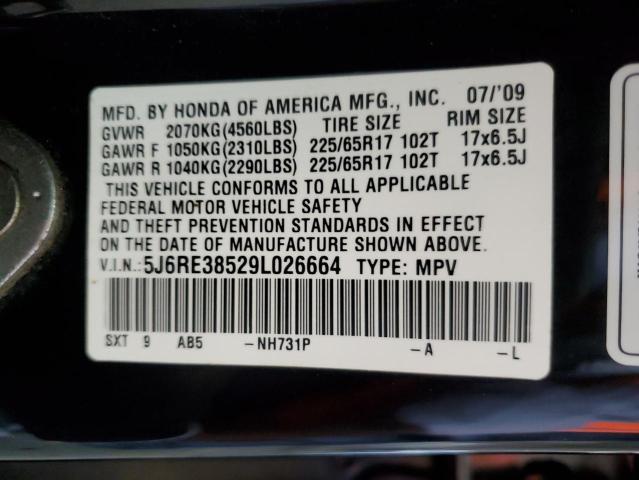 MFD. BY HONDA OF AMERICA MFG., INC. 07/'09
GVWR 2070KG(4560LBS) TIRE SIZE RIM SIZE
GAWR F 1050KG(2310LBS) 225/65R17 102T 17x6.5J
GAWR R 1040KG(2290LBS) 225/65R17 102T 17x6.5J
THIS VEHICLE CONFORMS TO ALL APPLICABLE
FEDERAL MOTOR VEHICLE SAFETY
AND THEFT PREVENTION STANDARDS IN EFFECT
ON THE DATE OF MANUFACTURE SHOWN ABOVE.
V.I.N.:5J6RE38529L026664 TYPE: MPV
SXT 9 AB5 -NH731P -A -L